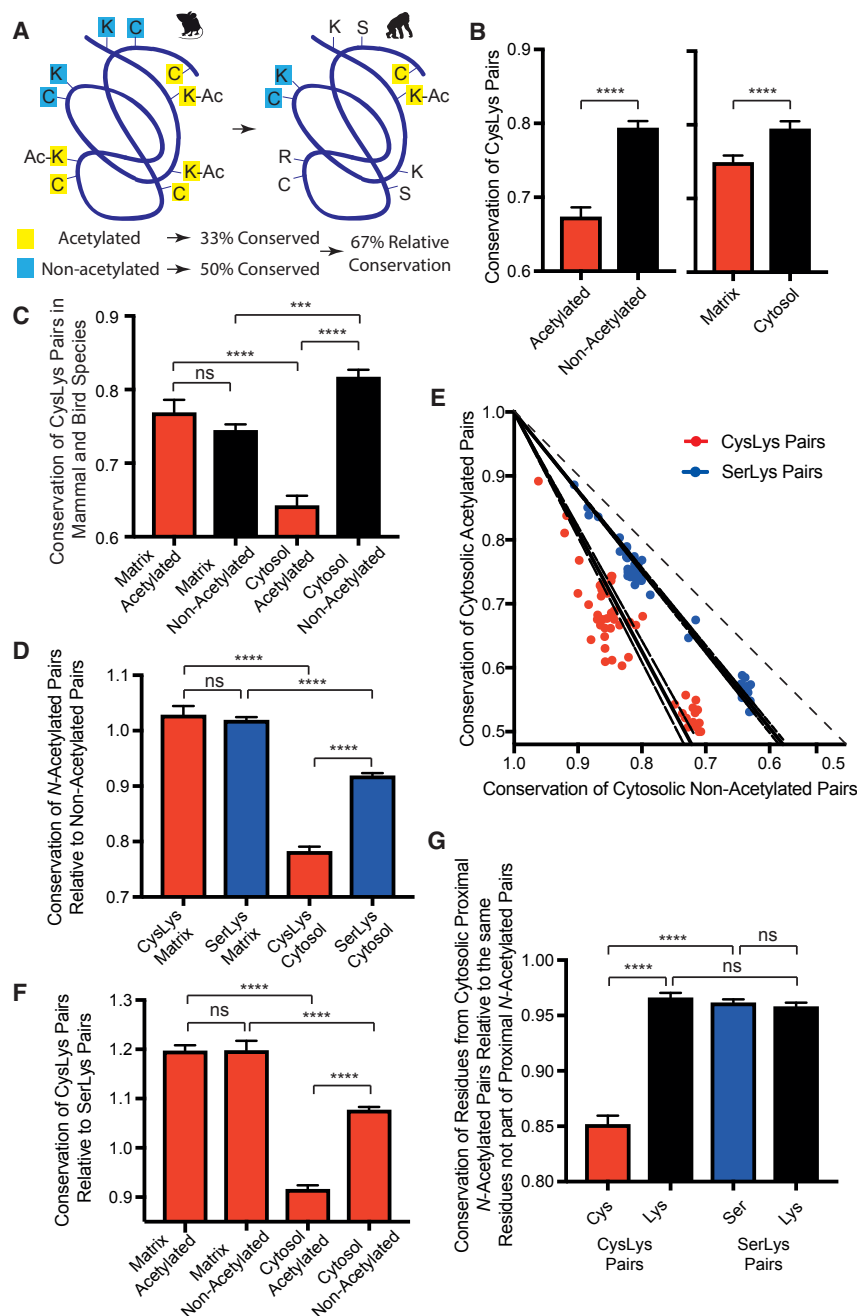 A
K
C
C
K
C
K-Ac
Ac-K
C
K-Ac
C
K
S
C
K-Ac
K
C
R
C
K
S
Acetylated
33% Conserved
Non-acetylated
50% Conserved
67% Relative
Conservation
B
Conservation of CysLys Pairs
0.9
0.8
0.7
0.6
****
****
Acetylated
Non-Acetylated
Matrix
Cytosol
C
Conservation of CysLys Pairs in
Mammal and Bird Species
0.9
0.8
0.7
0.6
***
****
****
ns
Matrix
Acetylated
Matrix
Non-Acetylated
Cytosol
Acetylated
Cytosol
Non-Acetylated
D
Conservation of N-Acetylated Pairs
Relative to Non-Acetylated Pairs
1.1
1.0
0.9
0.8
0.7
****
ns
****
****
CysLys
Matrix
SerLys
Matrix
CysLys
Cytosol
SerLys
Cytosol
E
Conservation of Cytosolic Acetylated Pairs
1.0
0.9
0.8
0.7
0.6
0.5
CysLys Pairs
SerLys Pairs
1.0
0.9
0.8
0.7
0.6
0.5
Conservation of Cytosolic Non-Acetylated Pairs
F
Conservation of CysLys Pairs
Relative to SerLys Pairs
1.3
1.2
1.1
1.0
0.9
****
ns
****
****
Matrix
Acetylated
Matrix
Non-Acetylated
Cytosol
Acetylated
Cytosol
Non-Acetylated
G
Conservation of Residues from Cytosolic Proximal
N-Acetylated Pairs Relative to the same
Residues not part of Proximal N-Acetylated Pairs
1.00
0.95
0.90
0.85
0.80
****
ns
****
ns
Cys
Lys
Ser
Lys
CysLys
Pairs
SerLys
Pairs